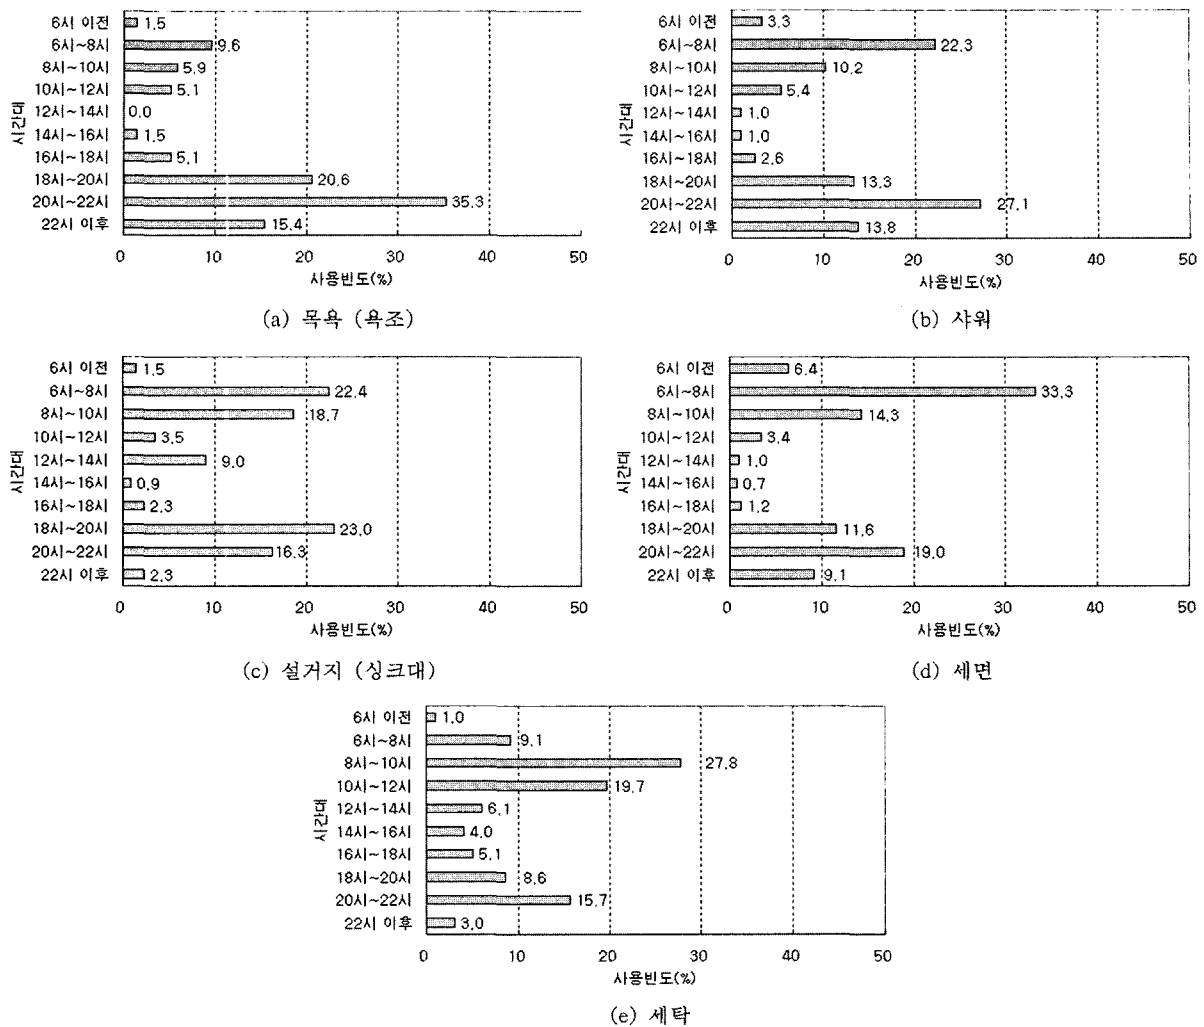 6시 이전 1.5
6시~8시 9.6
8시~10시 5.9
10시~12시 5.1
12시~14시 0.0
14시~16시 1.5
16시~18시 5.1
18시~20시 20.6
20시~22시 35.3
22시 이후 15.4
시간대
0 10 20 30 40 50
사용빈도(%)
(a) 목욕 (욕조)
6시 이전 3.3
6시~8시 22.3
8시~10시 10.2
10시~12시 5.4
12시~14시 1.0
14시~16시 1.0
16시~18시 2.6
18시~20시 13.3
20시~22시 27.1
22시 이후 13.8
시간대
0 10 20 30 40 50
사용빈도(%)
(b) 샤워
6시 이전 1.5
6시~8시 22.4
8시~10시 18.7
10시~12시 3.5
12시~14시 9.0
14시~16시 0.9
16시~18시 2.3
18시~20시 23.0
20시~22시 16.3
22시 이후 2.3
시간대
0 10 20 30 40 50
사용빈도(%)
(c) 설거지 (싱크대)
6시 이전 6.4
6시~8시 33.3
8시~10시 14.3
10시~12시 3.4
12시~14시 1.0
14시~16시 0.7
16시~18시 1.2
18시~20시 11.6
20시~22시 19.0
22시 이후 9.1
시간대
0 10 20 30 40 50
사용빈도(%)
(d) 세면
6시 이전 1.0
6시~8시 9.1
8시~10시 27.8
10시~12시 19.7
12시~14시 6.1
14시~16시 4.0
16시~18시 5.1
18시~20시 8.6
20시~22시 15.7
22시 이후 3.0
시간대
0 10 20 30 40 50
사용빈도(%)
(e) 세탁